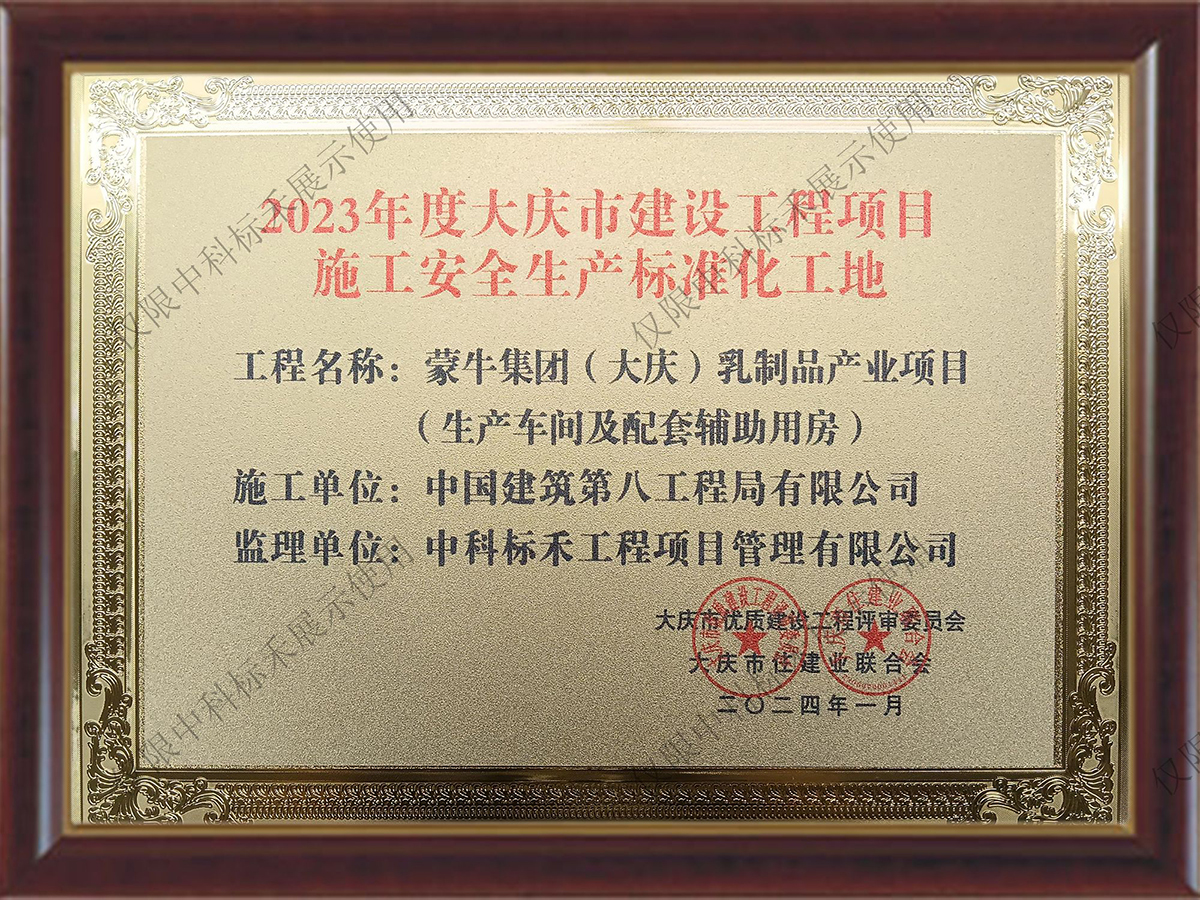 2023年度大庆市建设工程项目
施工安全生产标准化工地
工程名称：蒙牛集团（大庆）乳制品产业项目
（生产车间及配套辅助用房）
施工单位：中国建筑第八工程局有限公司
监理单位：中科标禾工程项目管理有限公司
大庆市优质建设工程评审委员会
大庆市住建业联合会
二〇二四年一月
仅限中科标禾展示使用
仅限中科标禾展示使用
仅限中科标禾展示使用